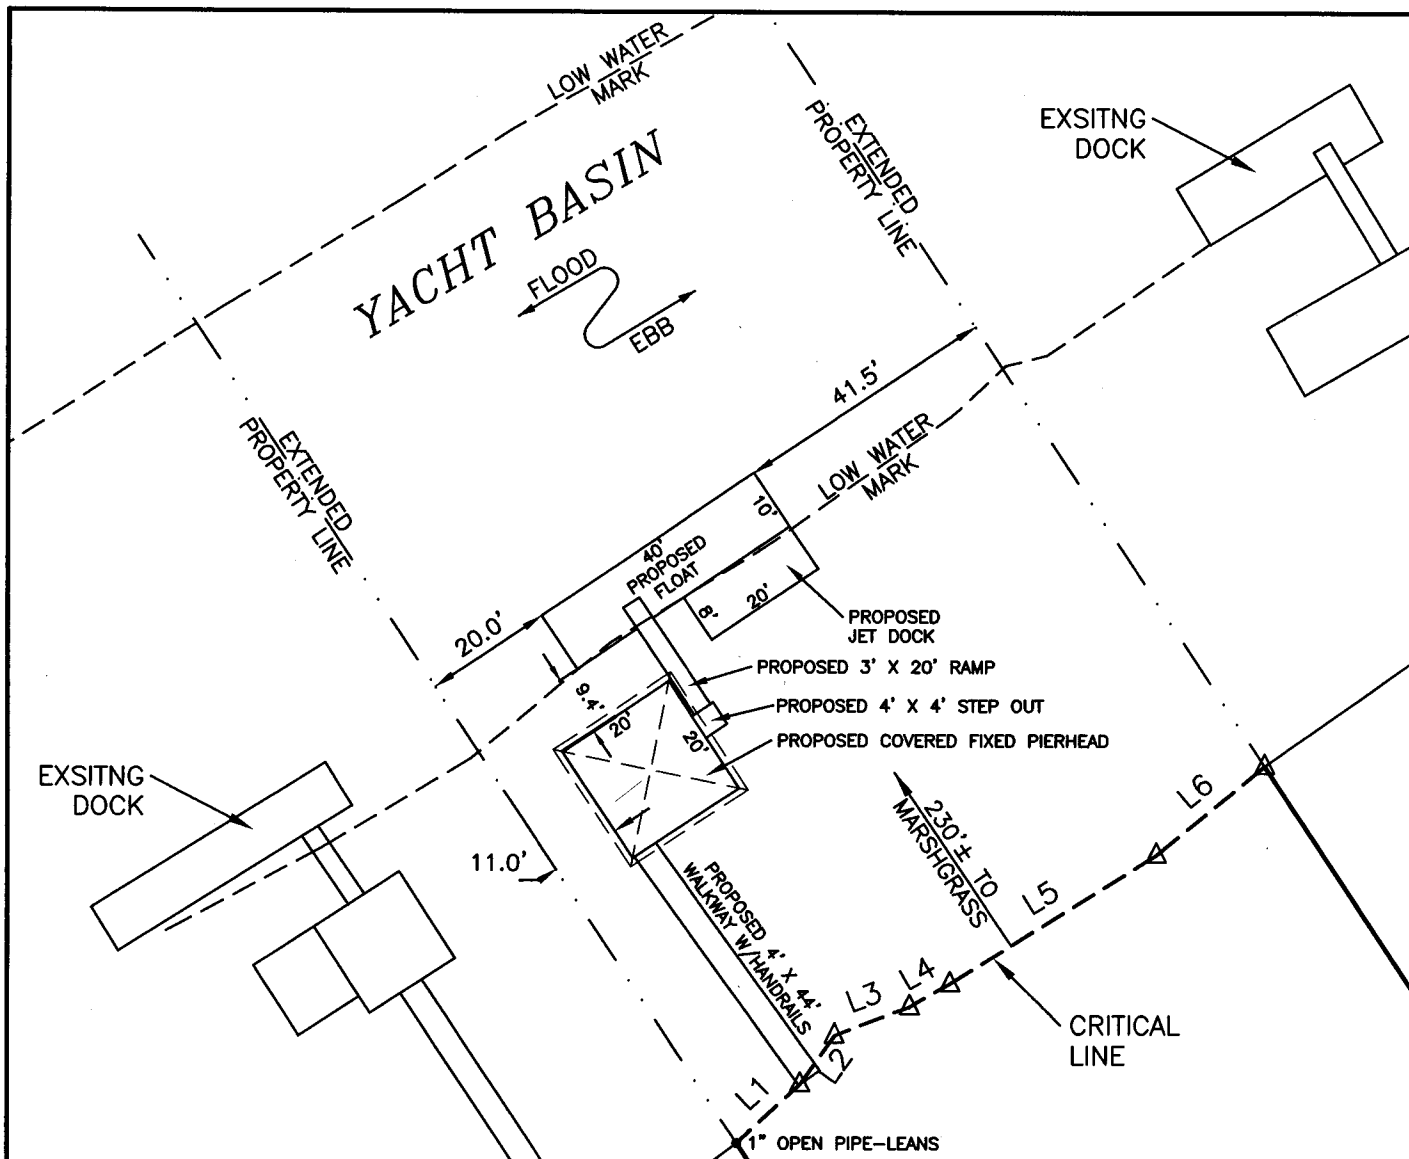 LOW WATER
MARK
EXTENDED
PROPERTY LINE
EXSITNG
DOCK
YACHT BASIN
FLOOD
EBB
41.5'
EXTENDED
PROPERTY LINE
LOW WATER
MARK
10'
40'
PROPOSED
FLOAT
20.0'
8'
20'
PROPOSED
JET DOCK
PROPOSED 3' X 20' RAMP
9.4'
20'
20'
PROPOSED 4' X 4' STEP OUT
PROPOSED COVERED FIXED PIERHEAD
EXSITNG
DOCK
11.0'
230'± TO
MARSHGRASS
PROPOSED 4' X 44'
WALKWAY W/HANDRAILS
L6
L5
L4
L3
L2
L1
CRITICAL
LINE
1" OPEN PIPE-LEANS